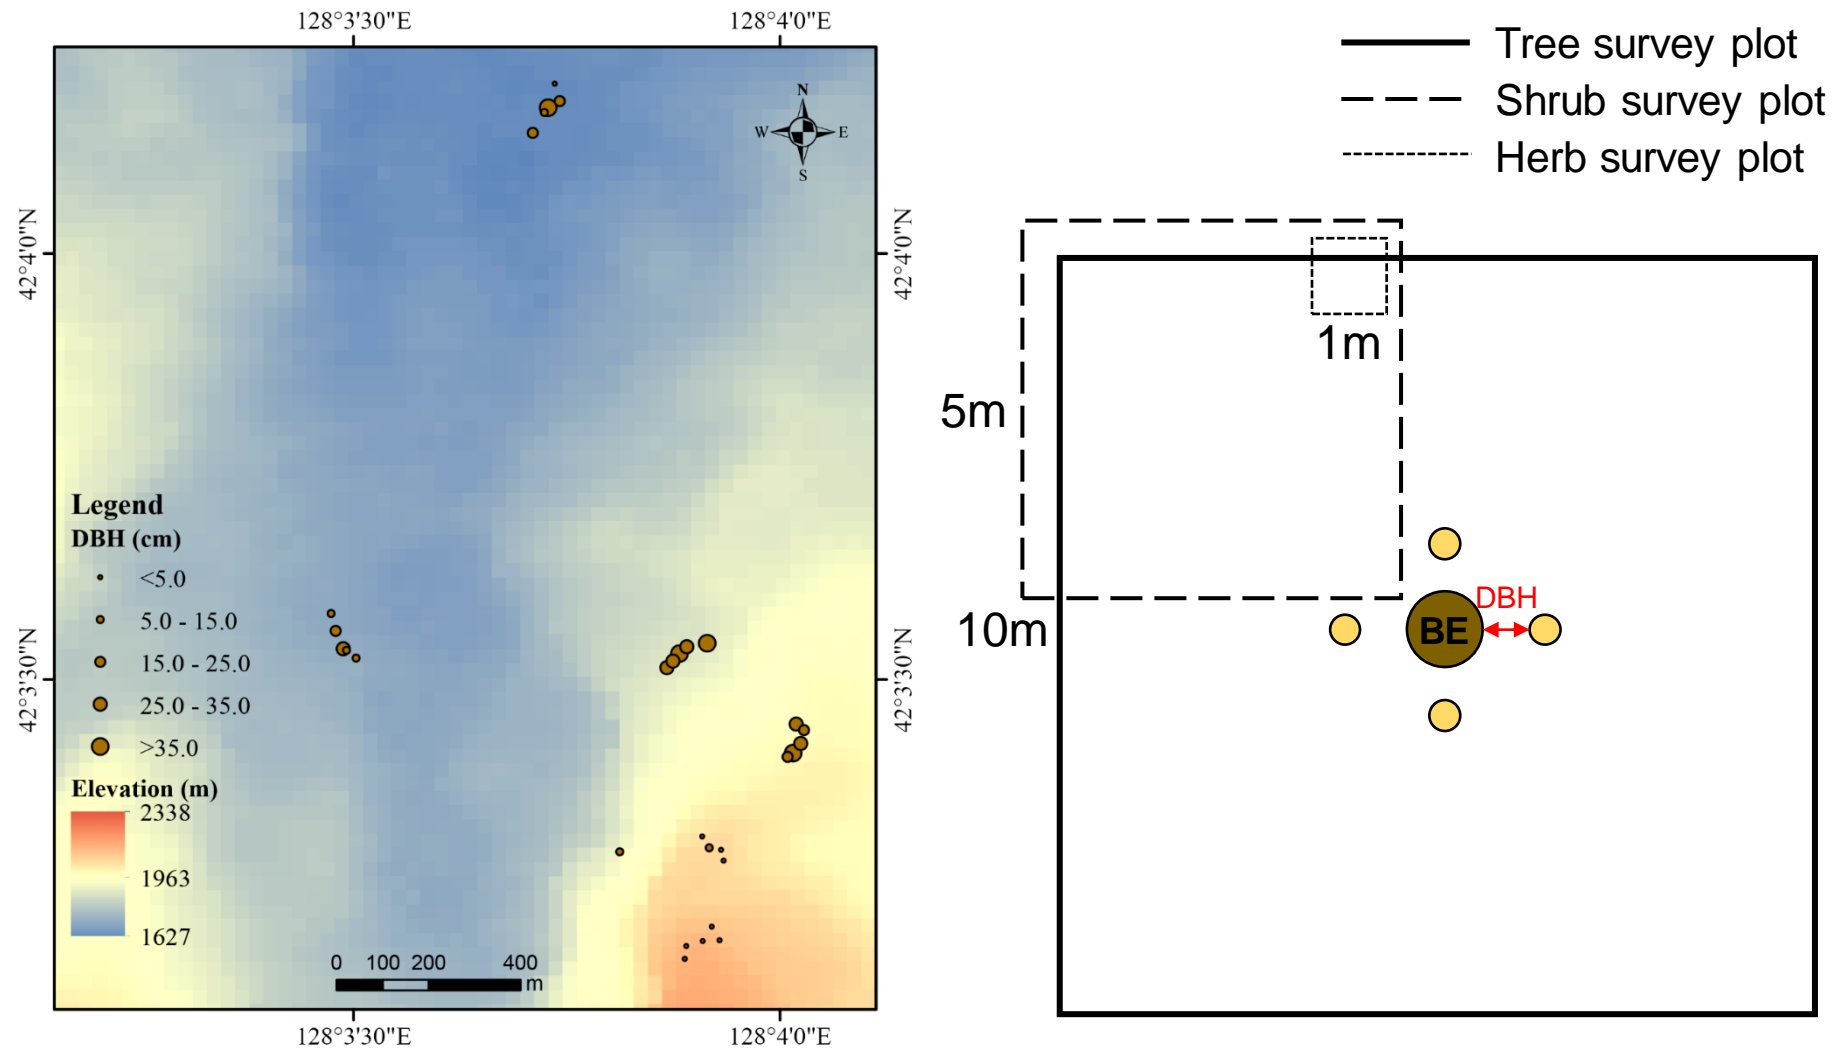 128°3'30"E
128°4'0"E
N
W
E
S
42°4'0"N
42°4'0"N
42°3'30"N
42°3'30"N
Legend
DBH (cm)
<5.0
5.0 - 15.0
15.0 - 25.0
25.0 - 35.0
>35.0
Elevation (m)
2338
1963
1627
0 100 200 400
m
128°3'30"E
128°4'0"E
Tree survey plot
Shrub survey plot
Herb survey plot
1m
5m
10m
DBH
BE